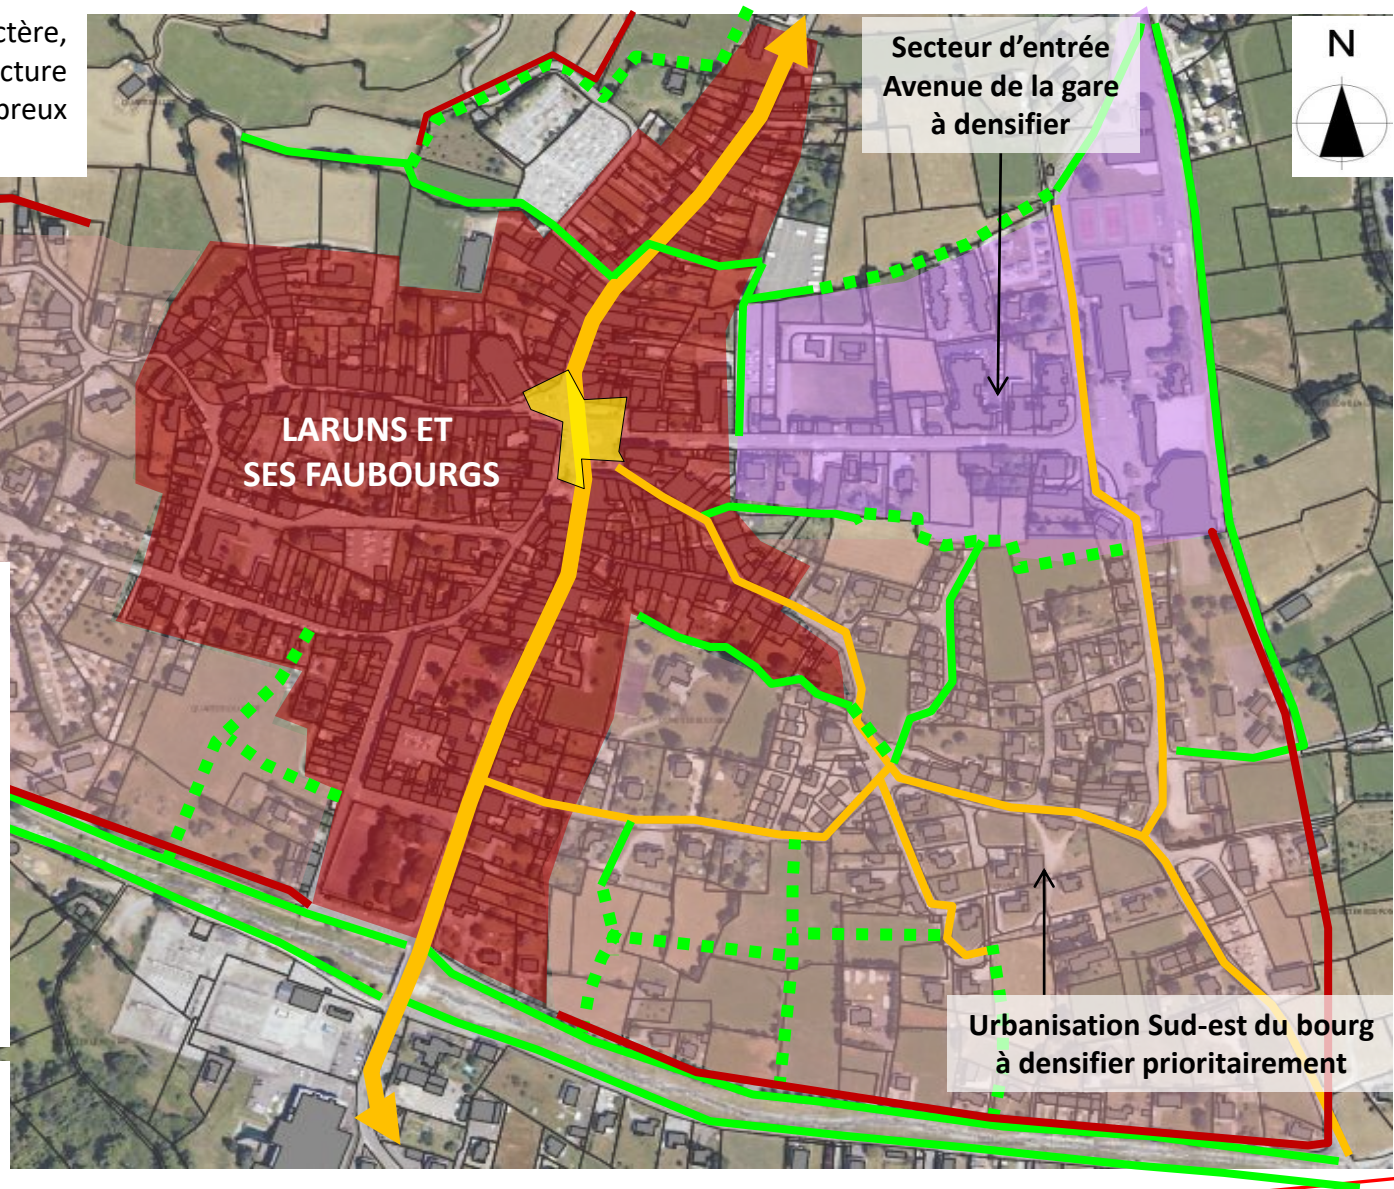 ctère,
cture
breux
Secteur d'entrée
Avenue de la gare
à densifier
N
LARUNS ET
SES FAUBOURGS
Urbanisation Sud-est du bourg
à densifier prioritairement